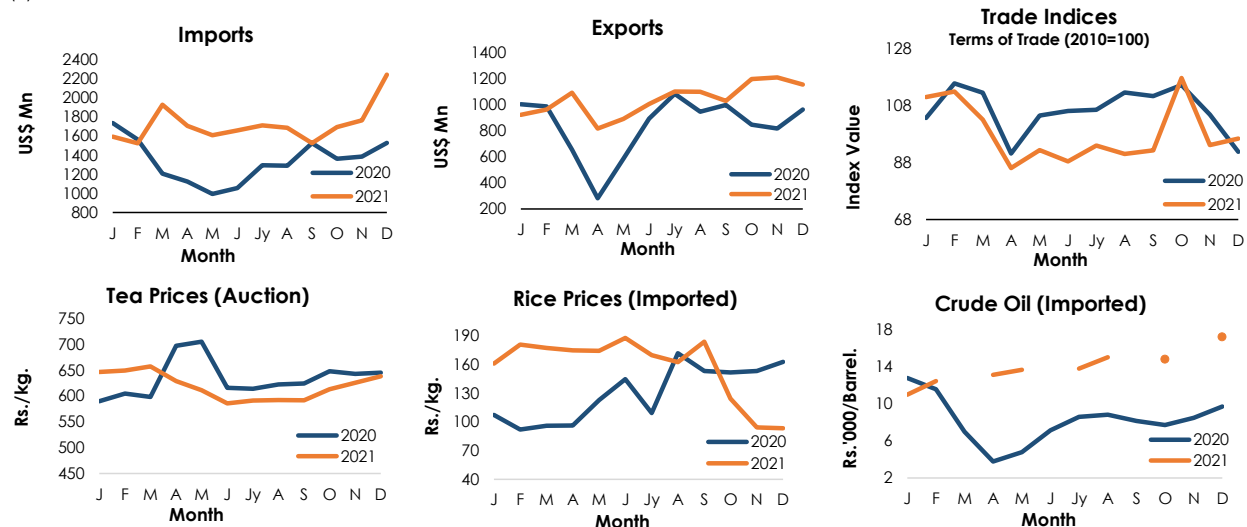 Imports
US$ Mn
2400
2200
2000
1800
1600
1400
1200
1000
800
2020
2021
J F M A M J Jy A S O N D
Month
Exports
US$ Mn
1400
1200
1000
800
600
400
200
2020
2021
J F M A M J Jy A S O N D
Month
Trade Indices
Terms of Trade (2010=100)
Index Value
128
108
88
68
2020
2021
J F M A M J Jy A S O N D
Month
Tea Prices (Auction)
Rs./kg.
750
700
650
600
550
500
450
2020
2021
J F M A M J Jy A S O N D
Month
Rice Prices (Imported)
Rs./kg.
190
160
130
100
70
40
2020
2021
J F M A M J Jy A S O N D
Month
Crude Oil (Imported)
Rs.'000/Barrel.
18
14
10
6
2
2020
2021
J F M A M J Jy A S O N D
Month